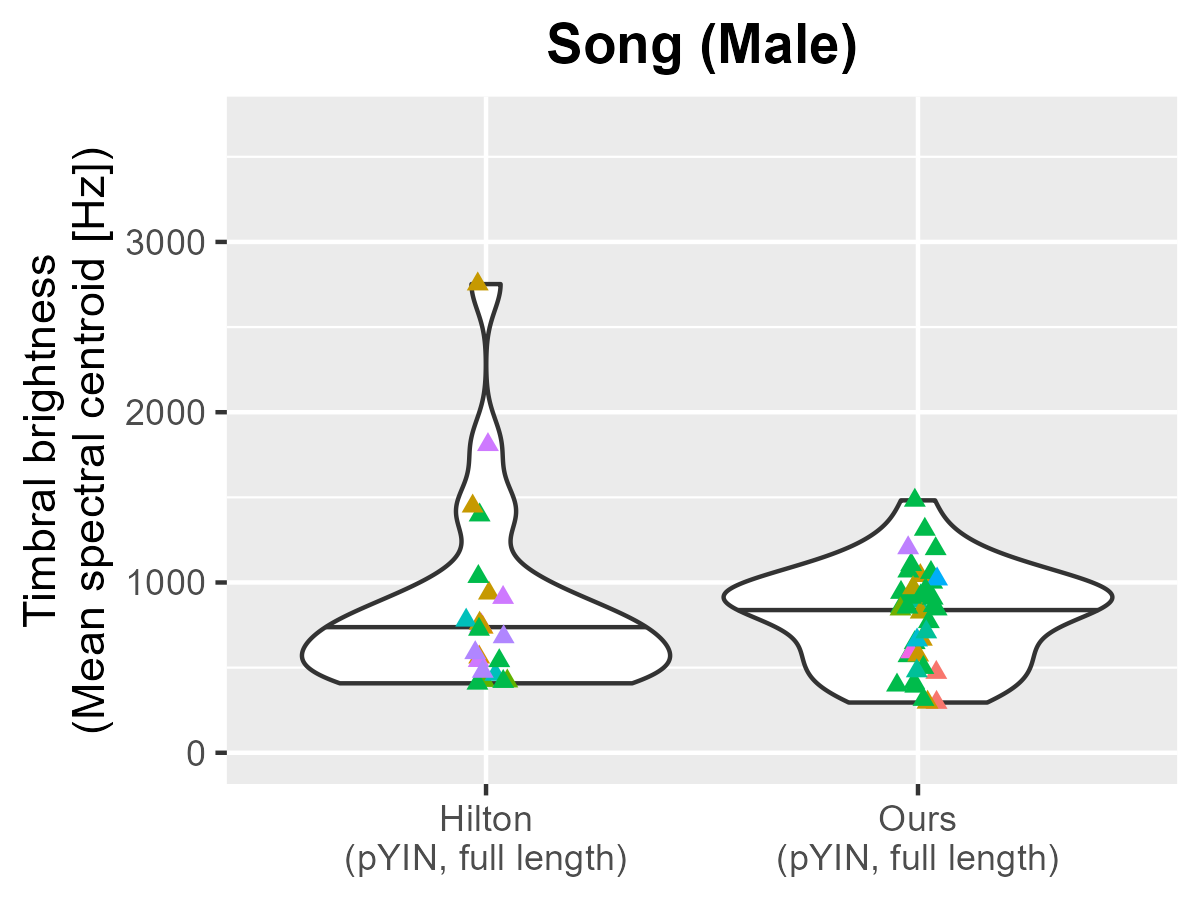 Song (Male)
Timbral brightness
(Mean spectral centroid [Hz])
3000
2000
1000
0
Hilton
(pYIN, full length)
Ours
(pYIN, full length)